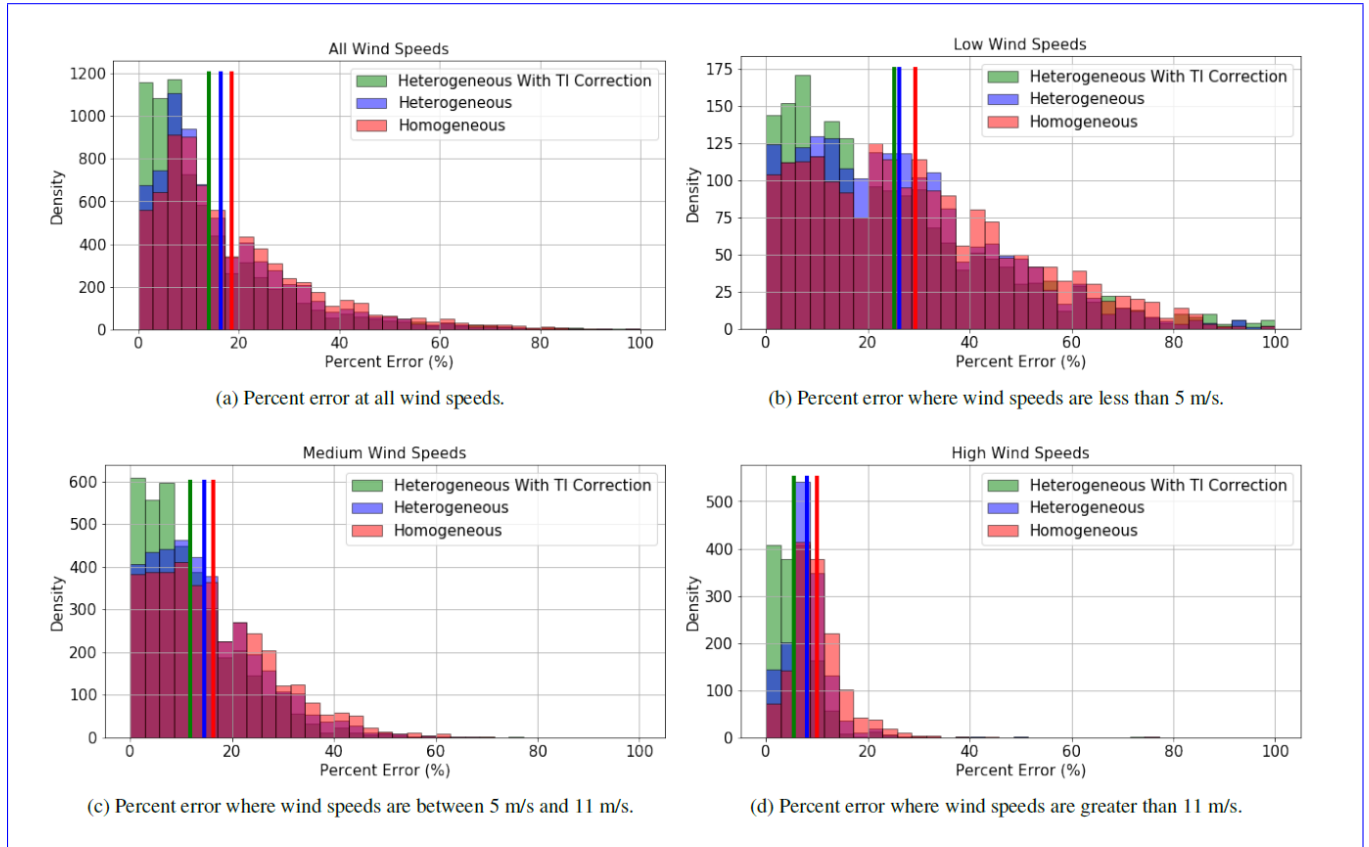 All Wind Speeds
1200
1000
800
600
400
200
0
Density
Heterogeneous With TI Correction
Heterogeneous
Homogeneous
0 20 40 60 80 100
Percent Error (%)
(a) Percent error at all wind speeds.
Low Wind Speeds
175
150
125
100
75
50
25
0
Density
Heterogeneous With TI Correction
Heterogeneous
Homogeneous
0 20 40 60 80 100
Percent Error (%)
(b) Percent error where wind speeds are less than 5 m/s.
Medium Wind Speeds
600
500
400
300
200
100
0
Density
Heterogeneous With TI Correction
Heterogeneous
Homogeneous
0 20 40 60 80 100
Percent Error (%)
(c) Percent error where wind speeds are between 5 m/s and 11 m/s.
High Wind Speeds
500
400
300
200
100
0
Density
Heterogeneous With TI Correction
Heterogeneous
Homogeneous
0 20 40 60 80 100
Percent Error (%)
(d) Percent error where wind speeds are greater than 11 m/s.